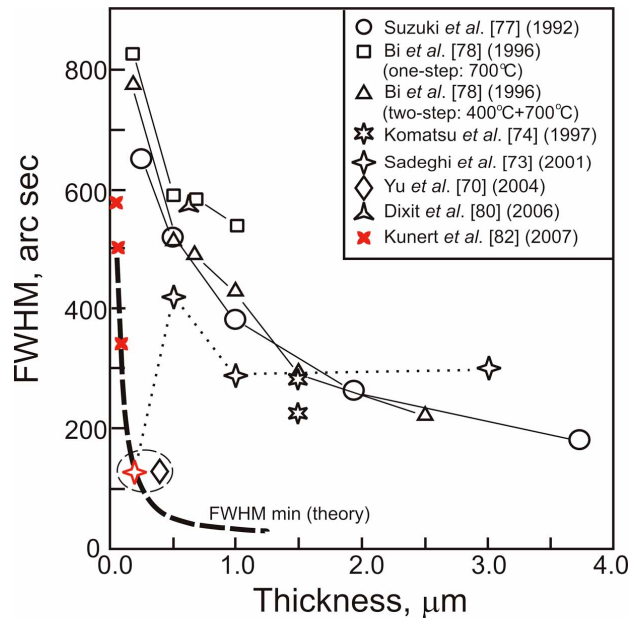 Suzuki et al. [77] (1992)
Bi et al. [78] (1996)
(one-step: 700°C)
Bi et al. [78] (1996)
(two-step: 400°C+700°C)
Komatsu et al. [74] (1997)
Sadeghi et al. [73] (2001)
Yu et al. [70] (2004)
Dixit et al. [80] (2006)
Kunert et al. [82] (2007)
FWHM, arc sec
800
600
400
200
0
FWHM min (theory)
0.0 1.0 2.0 3.0 4.0
Thickness, μm